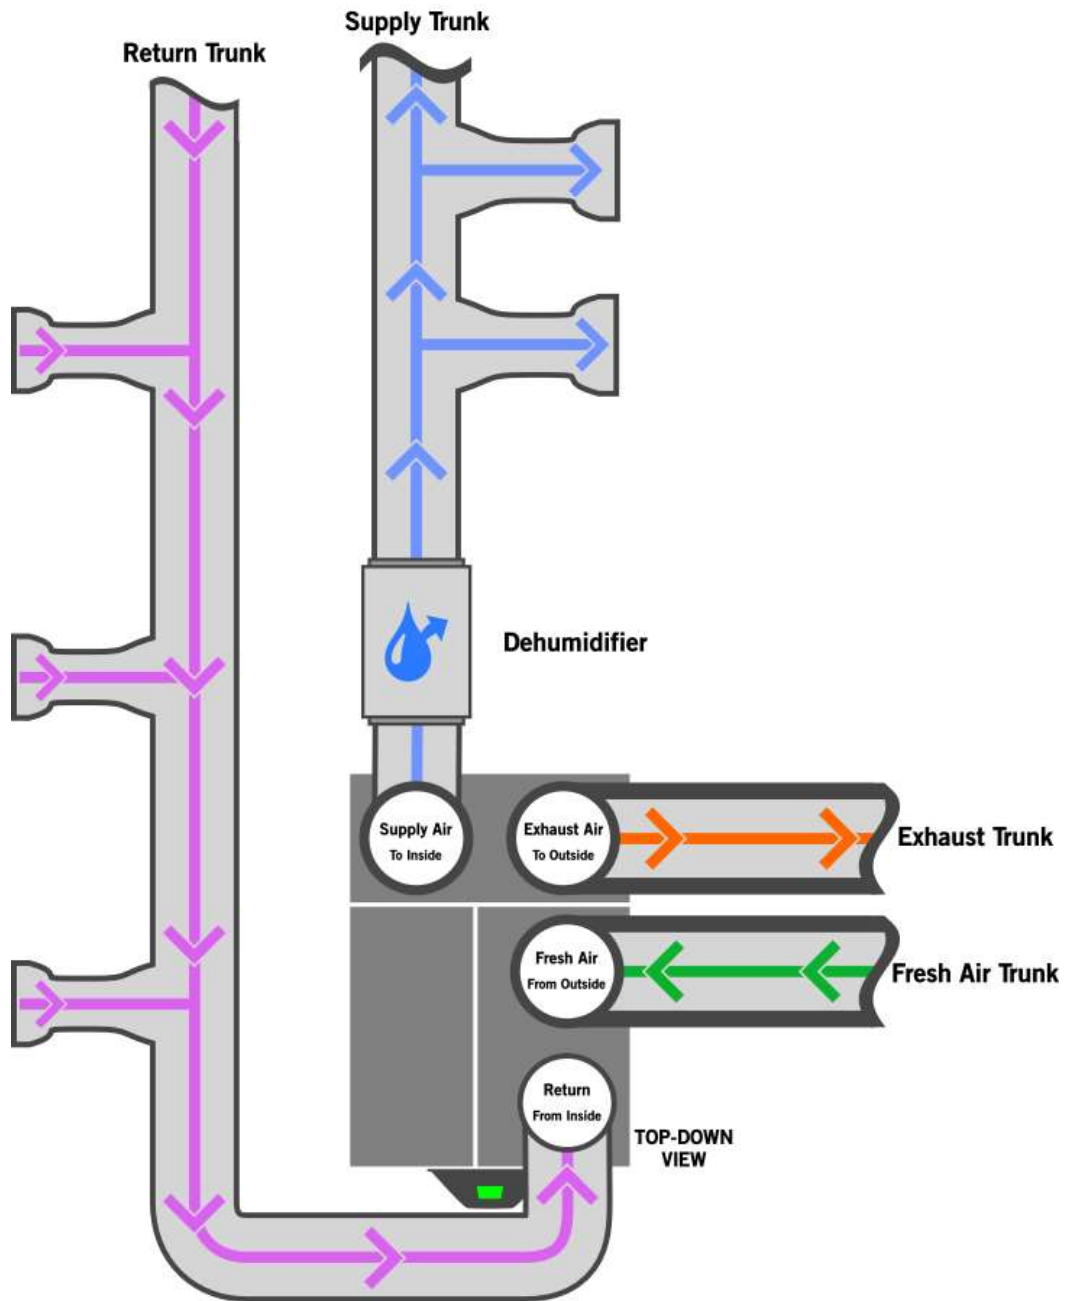 Supply Trunk
Return Trunk
Dehumidifier
Supply Air
To Inside
Exhaust Air
To Outside
Exhaust Trunk
Fresh Air
From Outside
Fresh Air Trunk
Return
From Inside
TOP-DOWN
VIEW